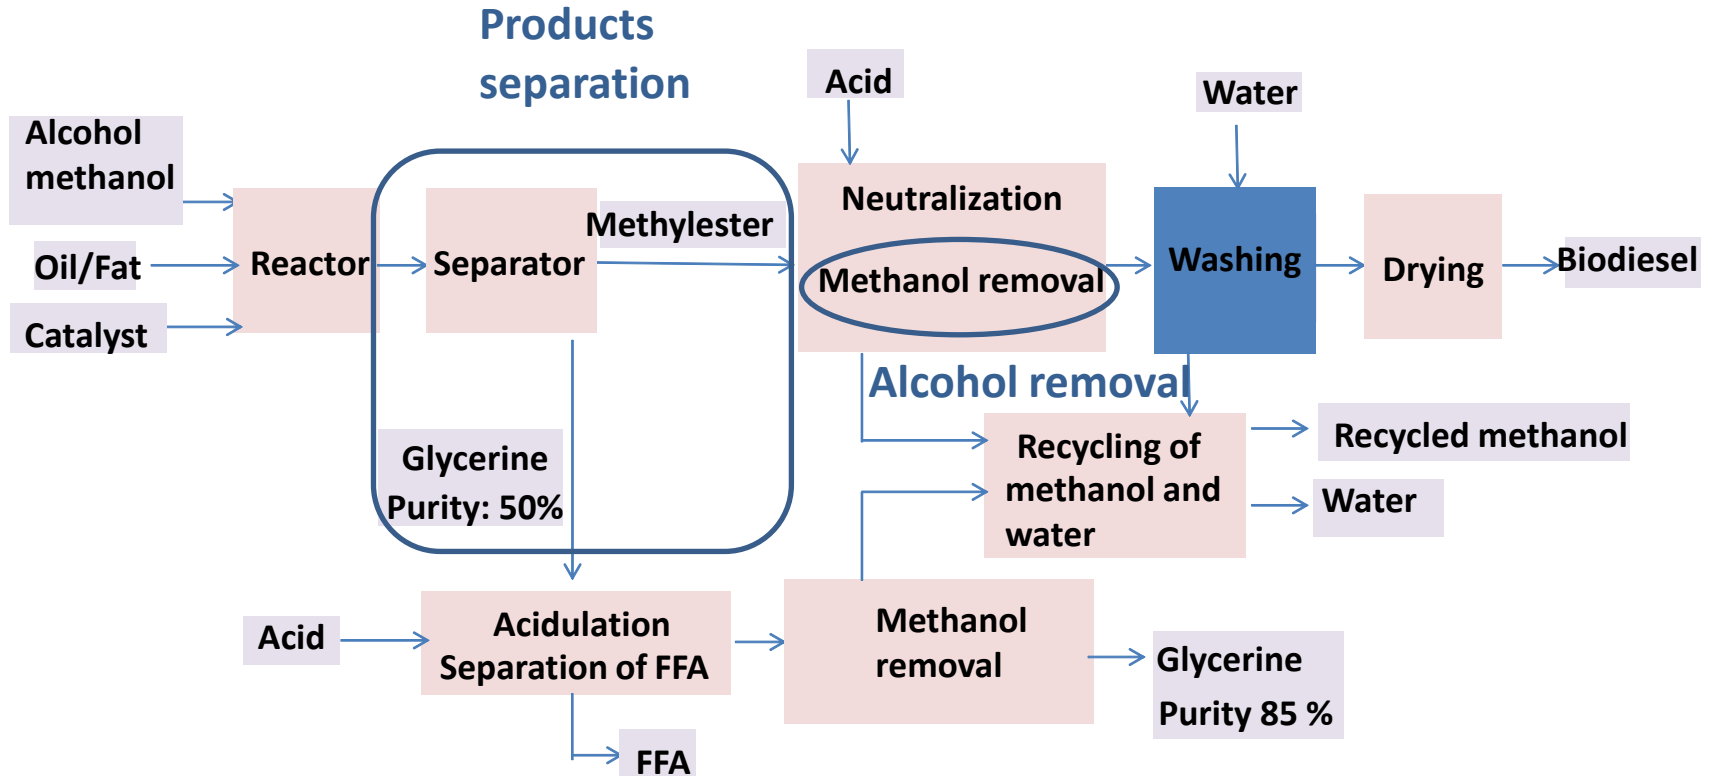 Products
separation
Acid
Water
Alcohol
methanol
Neutralization
Methylester
Reactor
Separator
Methanol removal
Washing
Drying
Biodiesel
Oil/Fat
Catalyst
Alcohol removal
Glycerine
Purity: 50%
Recycling of
methanol and
water
Recycled methanol
Water
Acid
Acidulation
Separation of FFA
Methanol
removal
Glycerine
Purity 85 %
FFA